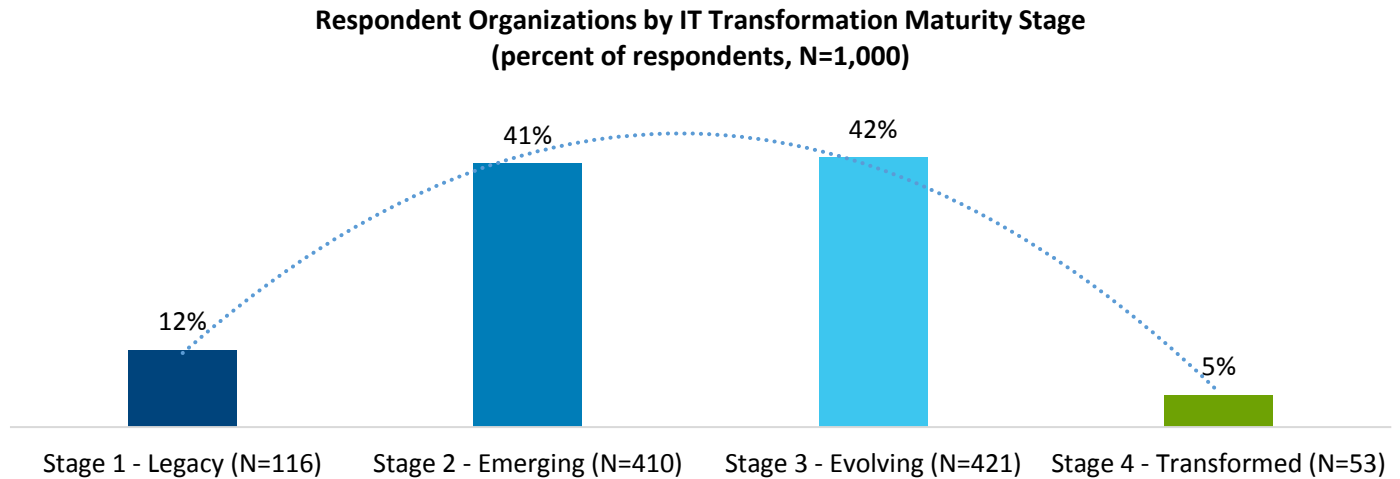 Respondent Organizations by IT Transformation Maturity Stage
(percent of respondents, N=1,000)
12%
41%
42%
5%
Stage 1 - Legacy (N=116)
Stage 2 - Emerging (N=410)
Stage 3 - Evolving (N=421)
Stage 4 - Transformed (N=53)